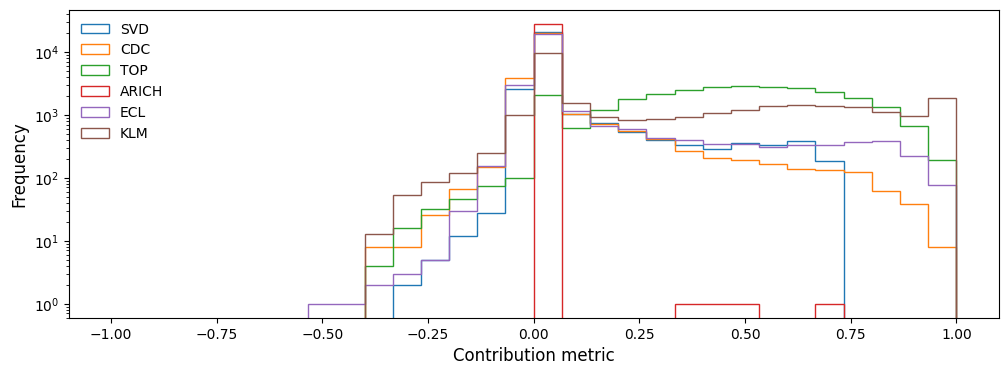 SVD
CDC
TOP
ARICH
ECL
KLM
Frequency
10⁴
10³
10²
10¹
10⁰
−1.00 −0.75 −0.50 −0.25 0.00 0.25 0.50 0.75 1.00
Contribution metric